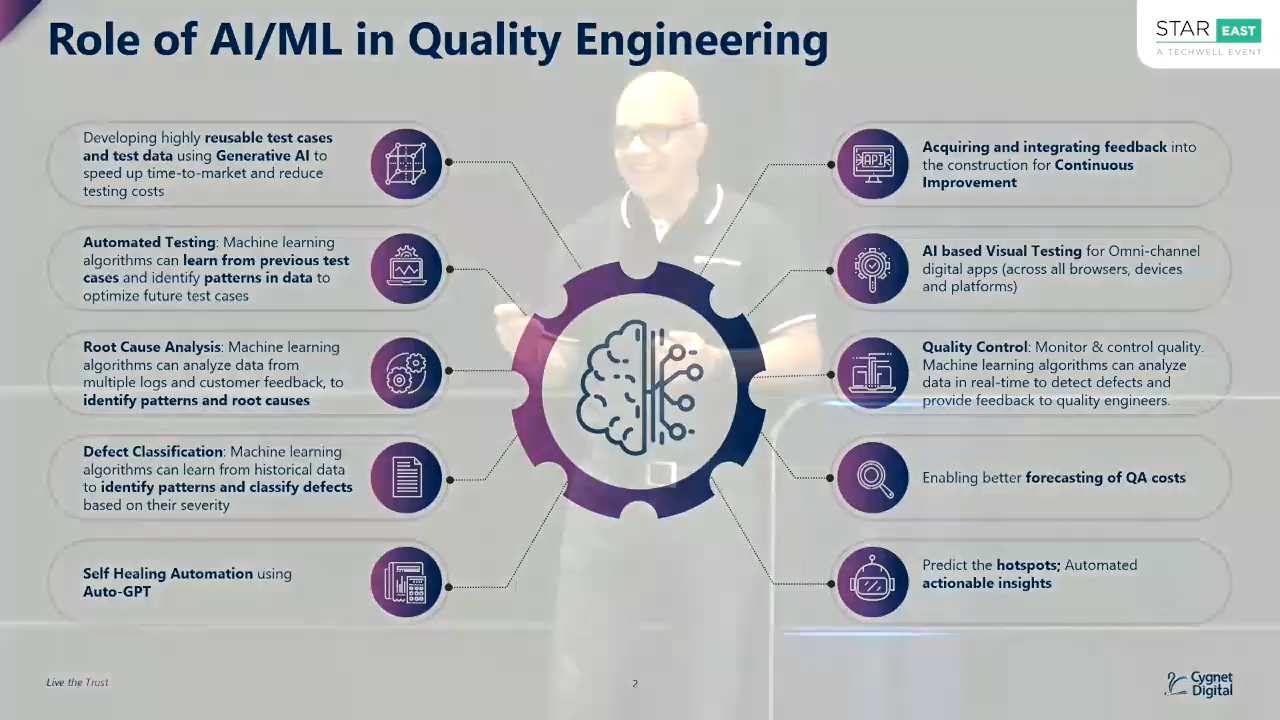 Role of AI/ML in Quality Engineering
STAR EAST
A TECHWELL EVENT
Developing highly reusable test cases
and test data using Generative AI to
speed up time-to-market and reduce
testing costs
Automated Testing: Machine learning
algorithms can learn from previous test
cases and identify patterns in data to
optimize future test cases
Root Cause Analysis: Machine learning
algorithms can analyze data from
multiple logs and customer feedback, to
identify patterns and root causes
Defect Classification: Machine learning
algorithms can learn from historical data
to identify patterns and classify defects
based on their severity
Self Healing Automation using
Auto-GPT
API
Acquiring and integrating feedback into
the construction for Continuous
Improvement
AI based Visual Testing for Omni-channel
digital apps (across all browsers, devices
and platforms)
Quality Control: Monitor & control quality.
Machine learning algorithms can analyze
data in real-time to detect defects and
provide feedback to quality engineers.
Enabling better forecasting of QA costs
Predict the hotspots; Automated
actionable insights
Live the Trust
2
Cygnet
Digital